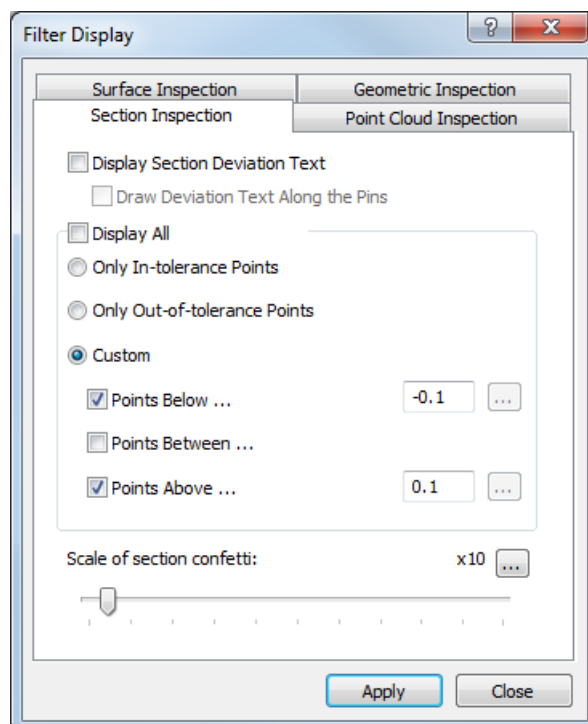 Filter Display
?
X
Surface Inspection
Geometric Inspection
Section Inspection
Point Cloud Inspection
Display Section Deviation Text
Draw Deviation Text Along the Pins
Display All
Only In-tolerance Points
Only Out-of-tolerance Points
Custom
Points Below ... -0.1 ...
Points Between ...
Points Above ... 0.1 ...
Scale of section confetti: x10 ...
Apply Close